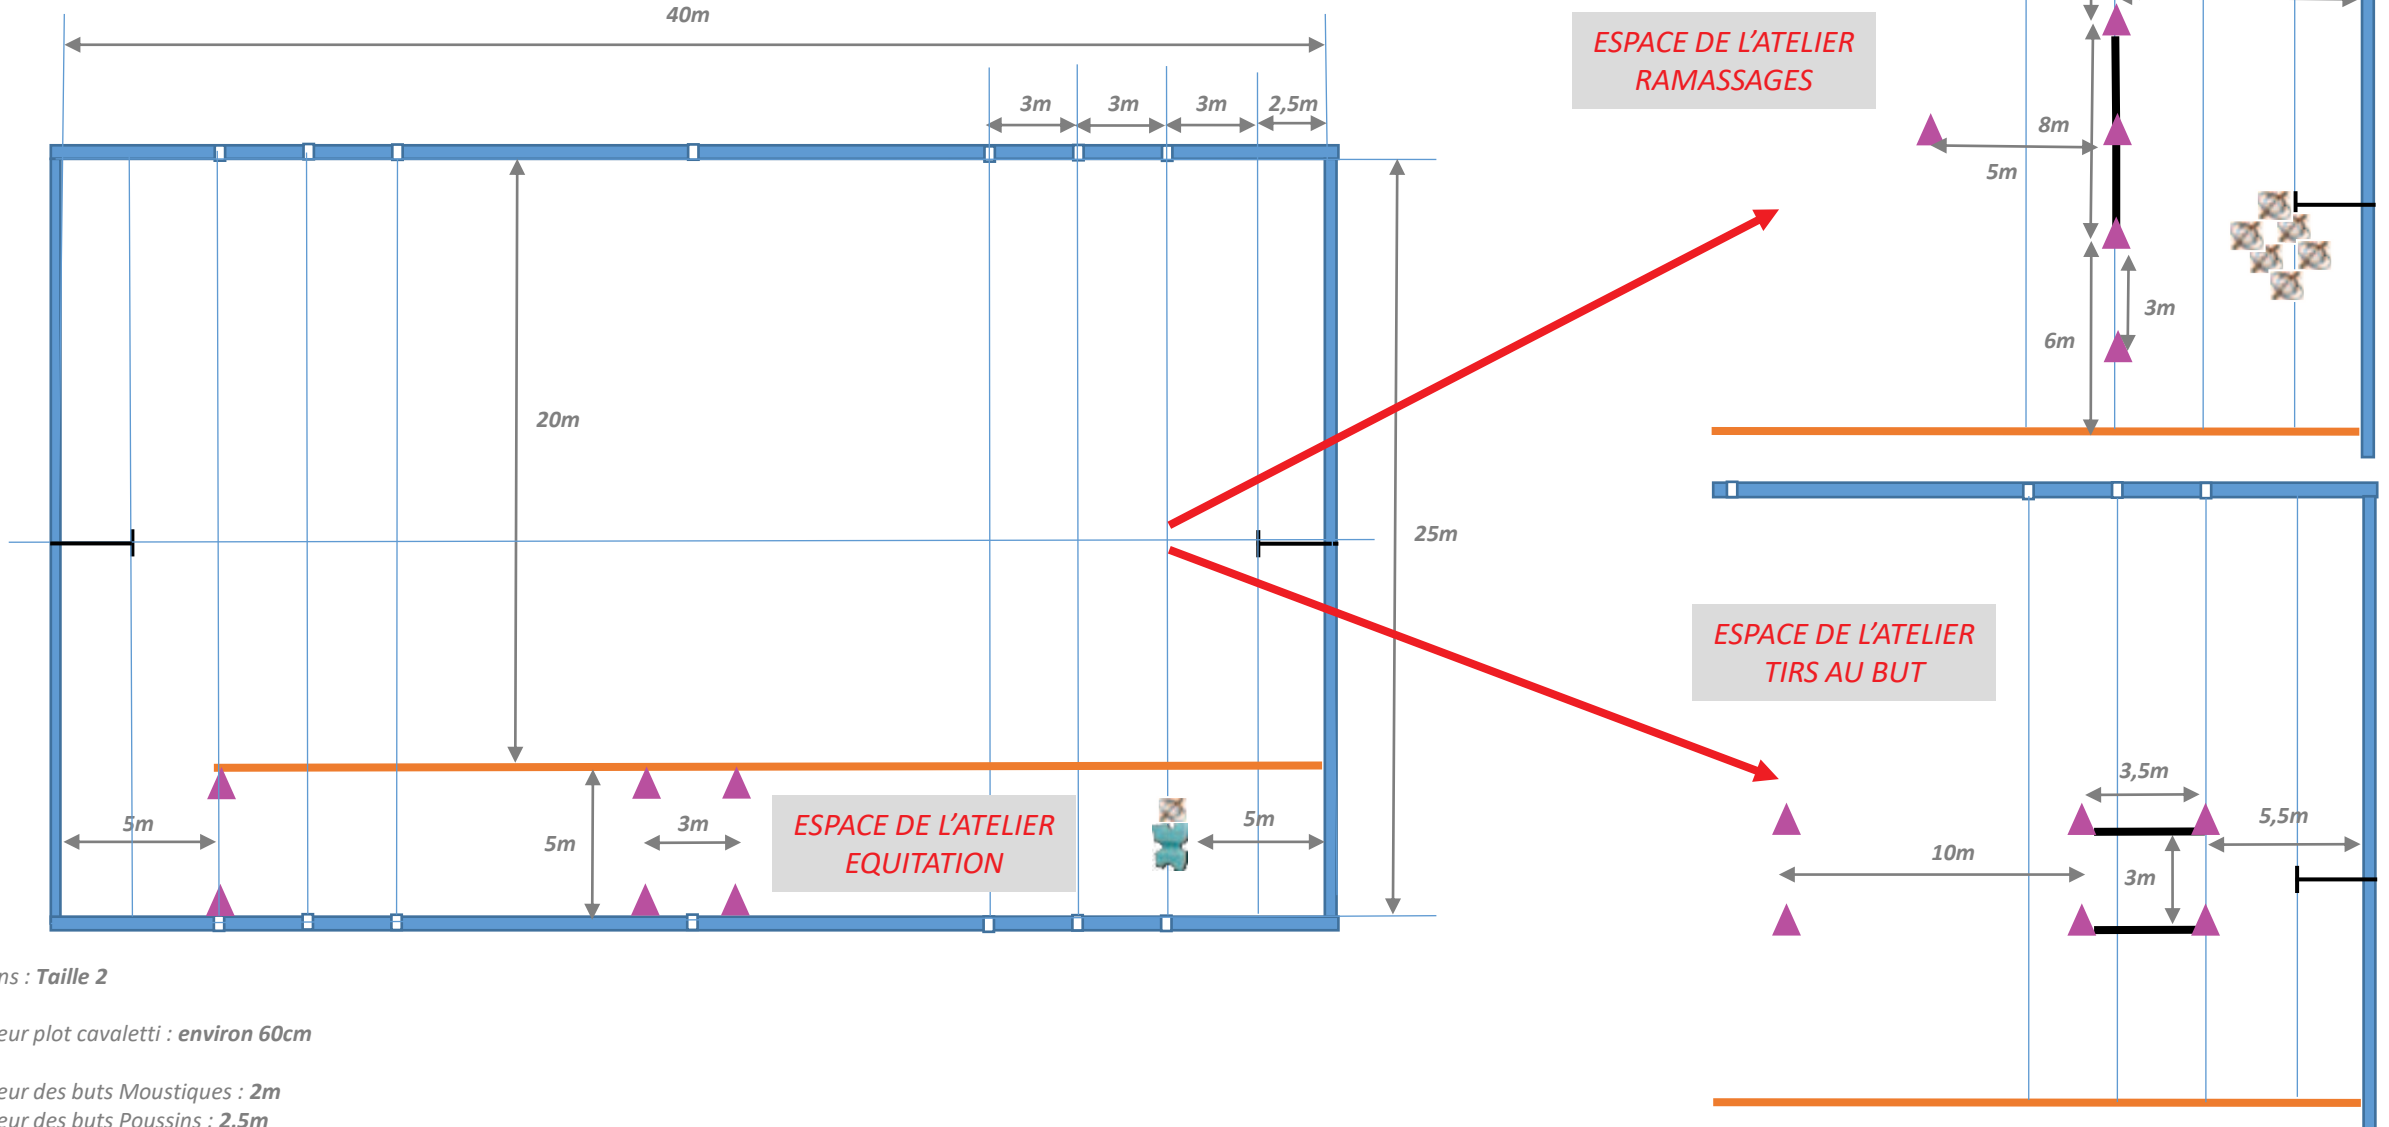 40m
3m
3m
3m
2,5m
20m
25m
5m
5m
3m
ESPACE DE L'ATELIER
EQUITATION
5m
ESPACE DE L'ATELIER
RAMASSAGES
8m
5m
3m
6m
ESPACE DE L'ATELIER
TIRS AU BUT
3,5m
5,5m
10m
3m
ns : Taille 2
eur plot cavaletti : environ 60cm
eur des buts Moustiques : 2m
eur des buts Poussins : 2,5m